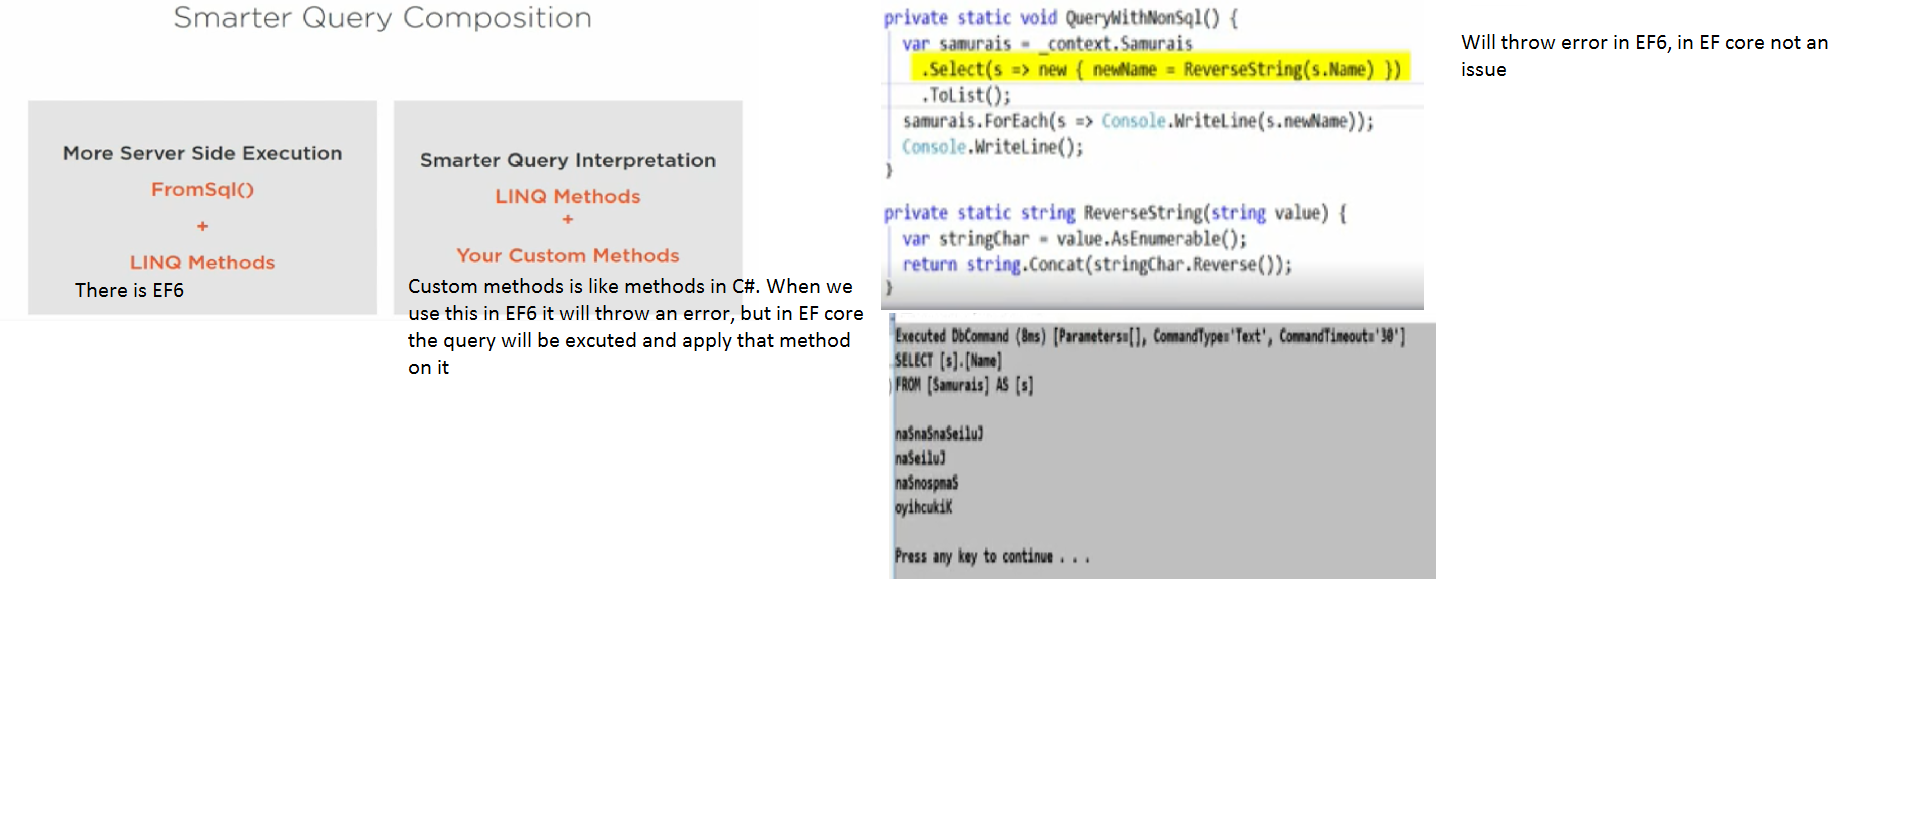 Smarter Query Composition
More Server Side Execution
FromSql()
+
LINQ Methods
There is EF6
Smarter Query Interpretation
LINQ Methods
+
Your Custom Methods
Custom methods is like methods in C#. When we
use this in EF6 it will throw an error, but in EF core
the query will be excuted and apply that method
on it
private static void QueryWithNonSql() {
var samurais = _context.Samurais
.Select(s => new { newName = ReverseString(s.Name) })
.ToList();
samurais.ForEach(s => Console.WriteLine(s.newName));
Console.WriteLine();
}
private static string ReverseString(string value) {
var stringChar = value.AsEnumerable();
return string.Concat(stringChar.Reverse());
}
Will throw error in EF6, in EF core not an
issue
Executed DbCommand (8ms) [Parameters=[], CommandType='Text', CommandTimeout='30']
SELECT [s].[Name]
FROM [Samurais] AS [s]
naSnaSnaSeiluJ
naSeiluJ
naSnospmaS
oyihcukiK
Press any key to continue . . .